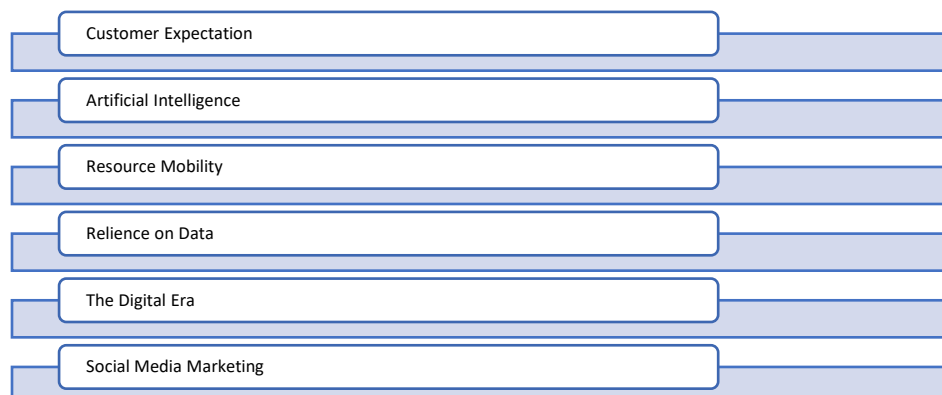 Customer Expectation
Artificial Intelligence
Resource Mobility
Relience on Data
The Digital Era
Social Media Marketing